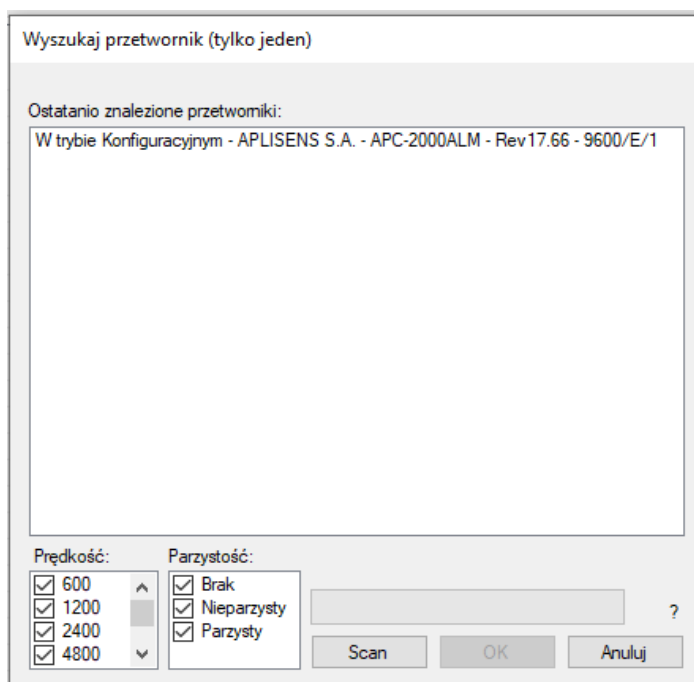 Wyszukaj przetwornik (tylko jeden)
Ostatanio znalezione przetworniki:
W trybie Konfiguracyjnym - APLISENS S.A. - APC-2000ALM - Rev17.66 - 9600/E/1
Prędkość:
Parzystość:
600
Brak
1200
Nieparzysty
2400
Parzysty
4800
?
Scan
OK
Anuluj